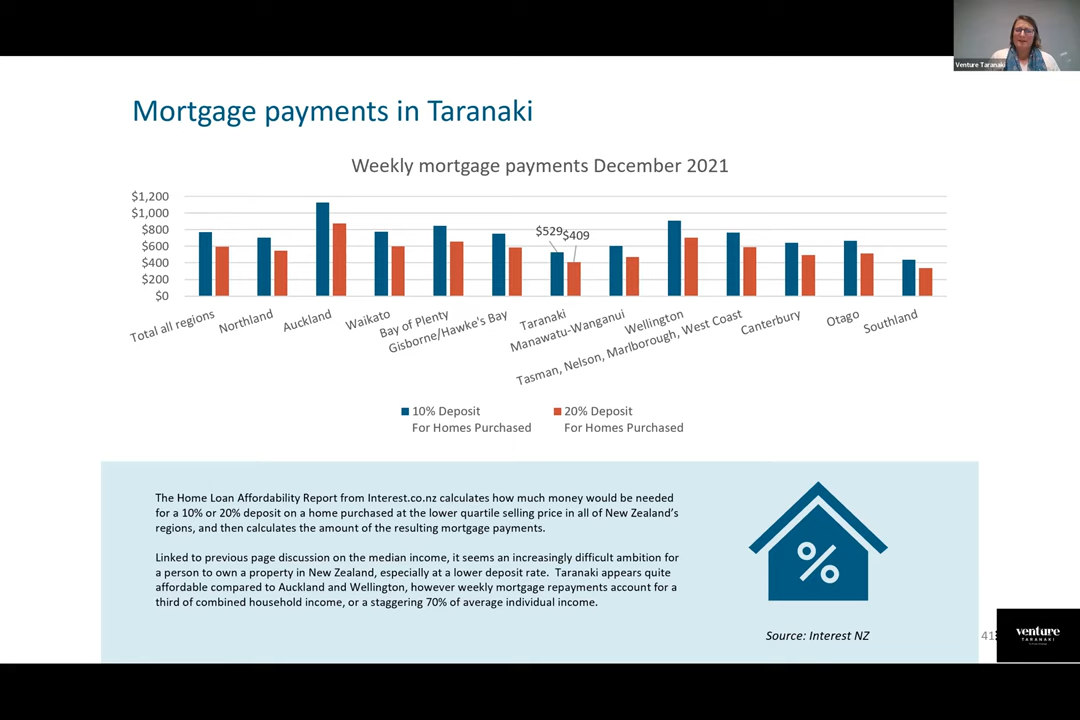 Venture Taranaki
Mortgage payments in Taranaki
Weekly mortgage payments December 2021
$1,200
$1,000
$800
$600
$400
$200
$0
$529
$409
Total all regions
Northland
Auckland
Waikato
Bay of Plenty
Gisborne/Hawke's Bay
Taranaki
Manawatu-Wanganui
Wellington
Tasman, Nelson, Marlborough, West Coast
Canterbury
Otago
Southland
10% Deposit
For Homes Purchased
20% Deposit
For Homes Purchased
The Home Loan Affordability Report from Interest.co.nz calculates how much money would be needed
for a 10% or 20% deposit on a home purchased at the lower quartile selling price in all of New Zealand's
regions, and then calculates the amount of the resulting mortgage payments.
Linked to previous page discussion on the median income, it seems an increasingly difficult ambition for
a person to own a property in New Zealand, especially at a lower deposit rate. Taranaki appears quite
affordable compared to Auckland and Wellington, however weekly mortgage repayments account for a
third of combined household income, or a staggering 70% of average individual income.
%
Source: Interest NZ
41
venture
TARANAKI